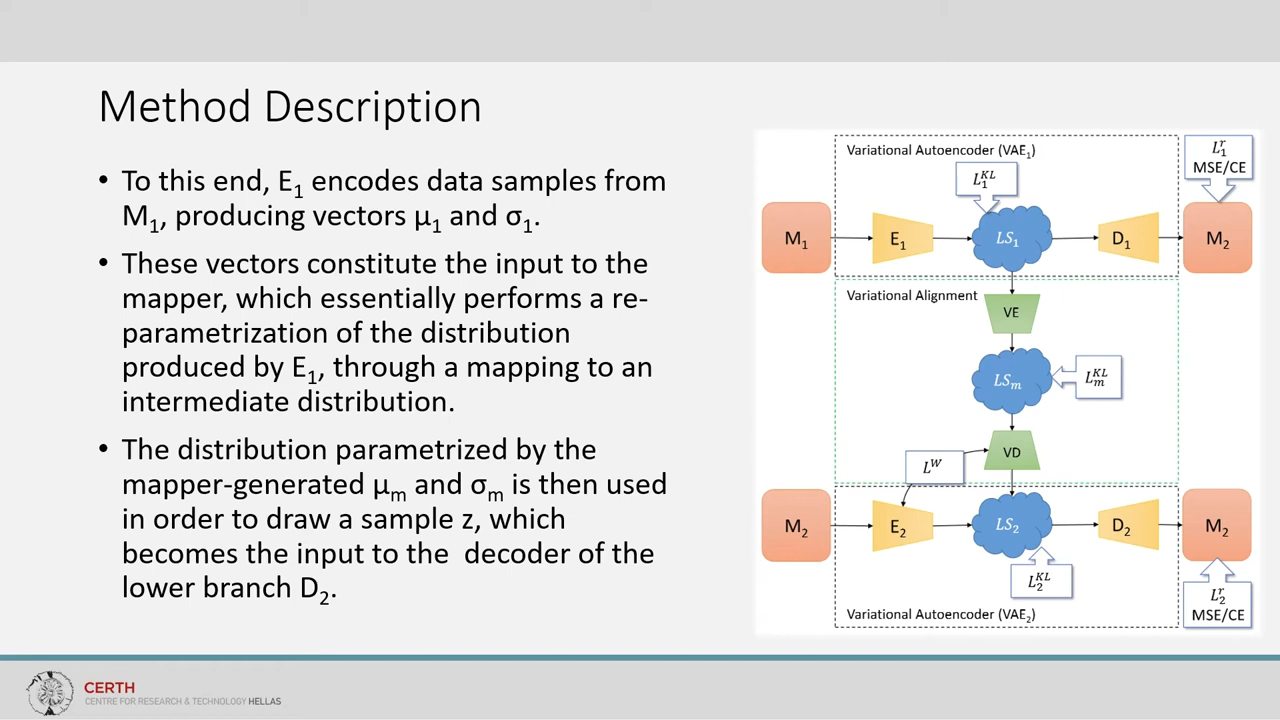 Method Description
• To this end, E₁ encodes data samples from
M₁, producing vectors μ₁ and σ₁.
• These vectors constitute the input to the
mapper, which essentially performs a re-
parametrization of the distribution
produced by E₁, through a mapping to an
intermediate distribution.
• The distribution parametrized by the
mapper-generated μₘ and σₘ is then used
in order to draw a sample z, which
becomes the input to the decoder of the
lower branch D₂.
Variational Autoencoder (VAE₁)
L₁ʳ
MSE/CE
L₁ᴷᴸ
M₁
E₁
LS₁
D₁
M₂
Variational Alignment
VE
LSₘ
Lₘᴷᴸ
VD
Lᵂ
M₂
E₂
LS₂
D₂
M₂
L₂ᴷᴸ
L₂ʳ
MSE/CE
Variational Autoencoder (VAE₂)
CERTH
CENTRE FOR RESEARCH & TECHNOLOGY HELLAS